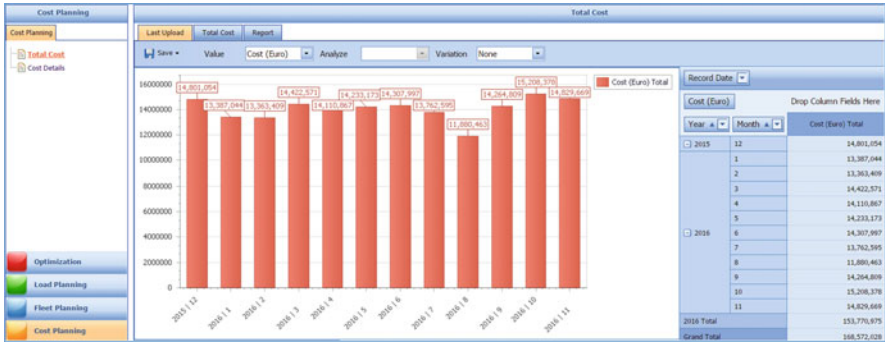 Cost Planning
Cost Planning
Total Cost
Cost Details
Optimization
Load Planning
Fleet Planning
Cost Planning
Total Cost
Last Upload Total Cost Report
Save Value Cost (Euro) Analyze Variation None
16000000
14000000
12000000
10000000
8000000
6000000
4000000
2000000
0
14,801,054
13,387,044
13,363,409
14,422,571
14,110,867
14,233,173
14,307,997
13,762,595
11,880,463
14,264,809
15,208,378
14,829,669
2015 | 12
2016 | 1
2016 | 2
2016 | 3
2016 | 4
2016 | 5
2016 | 6
2016 | 7
2016 | 8
2016 | 9
2016 | 10
2016 | 11
Cost (Euro) Total
Record Date
Cost (Euro) Drop Column Fields Here
Year Month Cost (Euro) Total
2015 12 14,801,054
1 13,387,044
2 13,363,409
3 14,422,571
4 14,110,867
5 14,233,173
2016 6 14,307,997
7 13,762,595
8 11,880,463
9 14,264,809
10 15,208,378
11 14,829,669
2016 Total 153,770,975
Grand Total 168,572,028